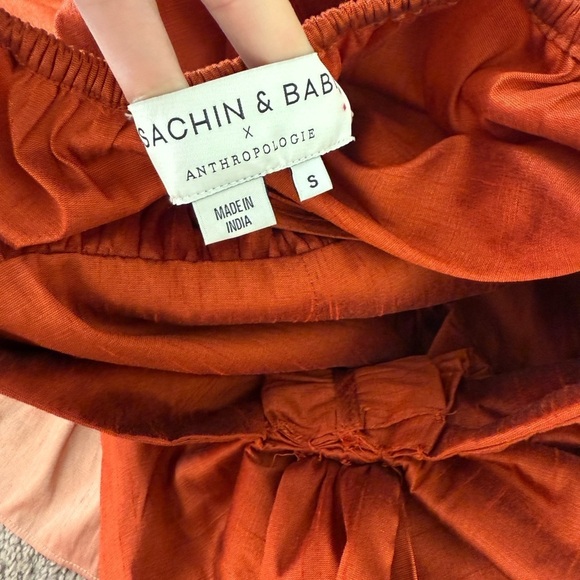 SACHIN & BAB
X
ANTHROPOLOGIE
S
MADE IN
INDIA